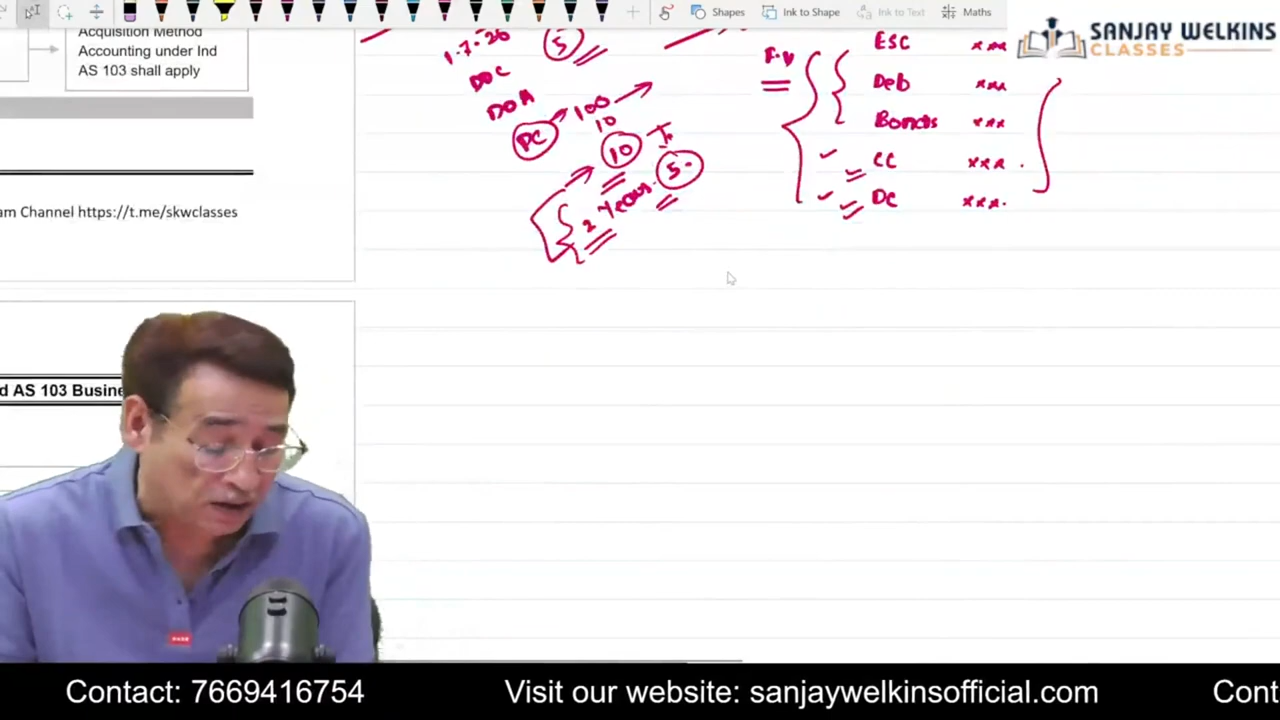 Shapes
Ink to Shape
Ink to Text
Maths
SANJAY WELKINS
CLASSES
Acquisition Method
Accounting under Ind
AS 103 shall apply
am Channel https://t.me/skwclasses
1.7.26
5
DOC
DOA
DC 100
10
10
2 Years.
F.V
ESC xxx
Deb xxx
Bonds xxx
CC xxx.
DC xxx.
d AS 103 Busine
Contact: 7669416754
Visit our website: sanjaywelkinsofficial.com
Cont